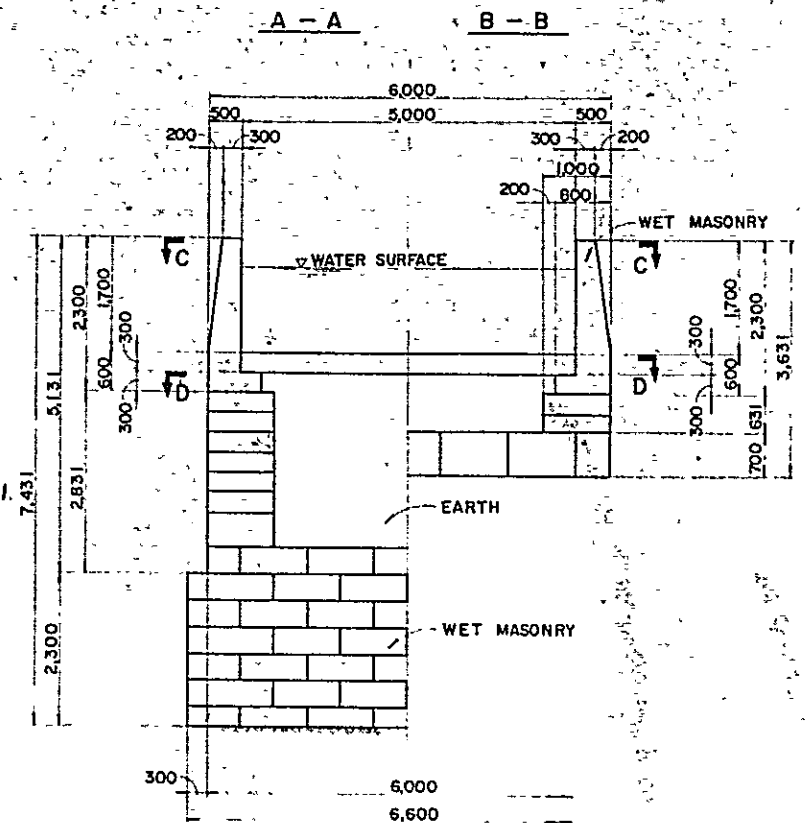 A - A B - B
6,000
500 5,000 500
200 300 300 200
1,000
200 800
WET MASONRY
C WATER SURFACE C
1,700 2,300 300 600 300 5,131 7,431 2,831 2,300
D D
1,700 2,300 3,631 300 600 300 631 700
1.
EARTH
WET MASONRY
300 6,000
6,600